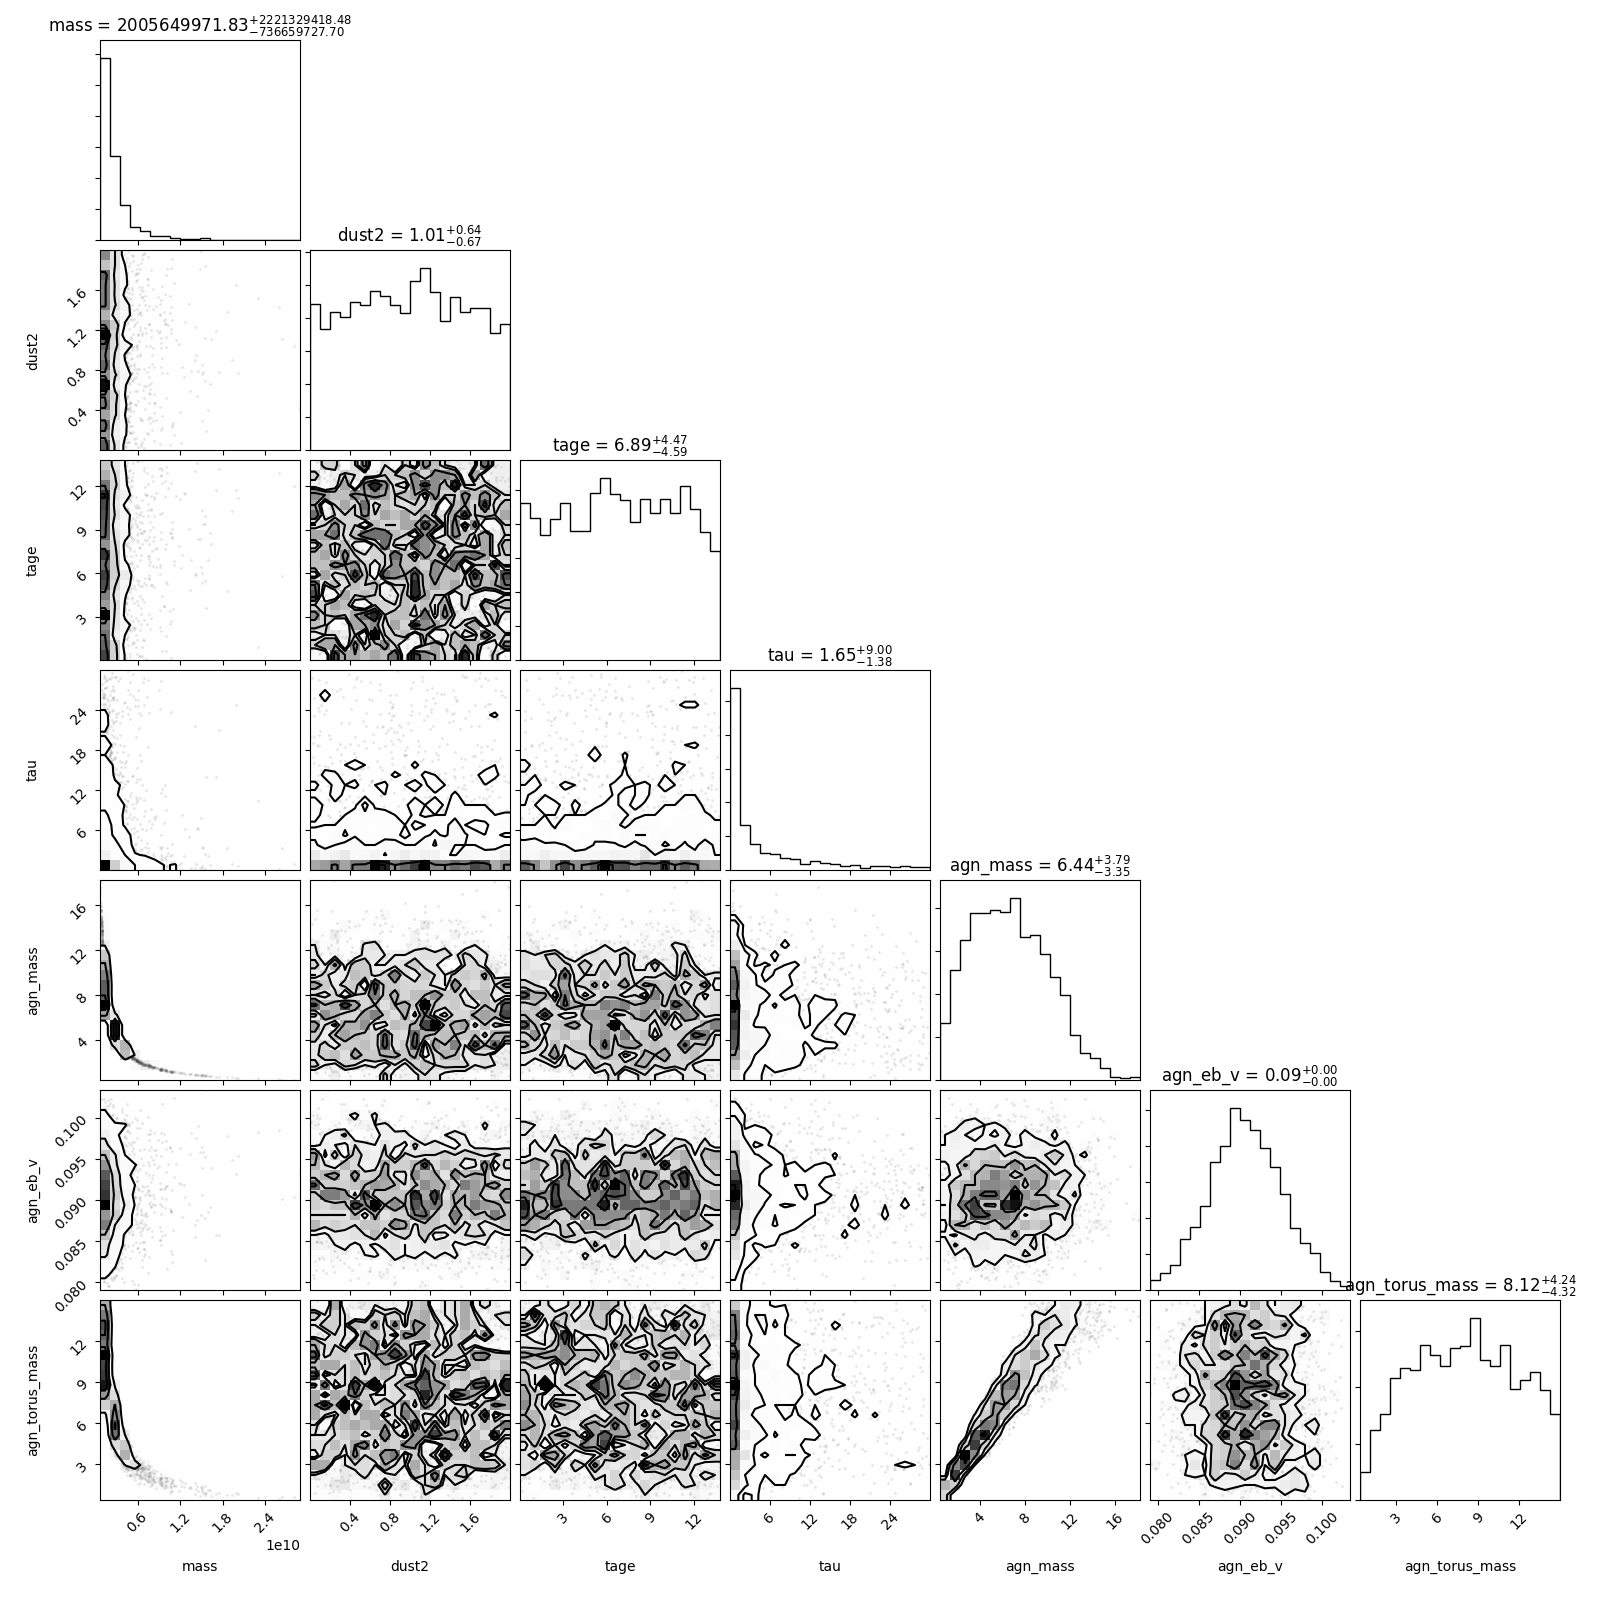 mass = 2005649971.83+2221329418.48 −736659727.70
dust2 = 1.01+0.64 −0.67
1.6
1.2
0.8
0.4
dust2
tage = 6.89+4.47 −4.59
12
9
6
3
tage
tau = 1.65+9.00 −1.38
24
18
12
6
tau
agn_mass = 6.44+3.79 −3.35
16
12
8
4
agn_mass
agn_eb_v = 0.09+0.00 −0.00
0.100
0.095
0.090
0.085
0.080
agn_eb_v
agn_torus_mass = 8.12+4.24 −4.32
12
9
6
3
agn_torus_mass
0.6 1.2 1.8 2.4 0.4 0.8 1.2 1.6 3 6 9 12 6 12 18 24 4 8 12 16 0.080 0.085 0.090 0.095 0.100 3 6 9 12
1e10
mass dust2 tage tau agn_mass agn_eb_v agn_torus_mass